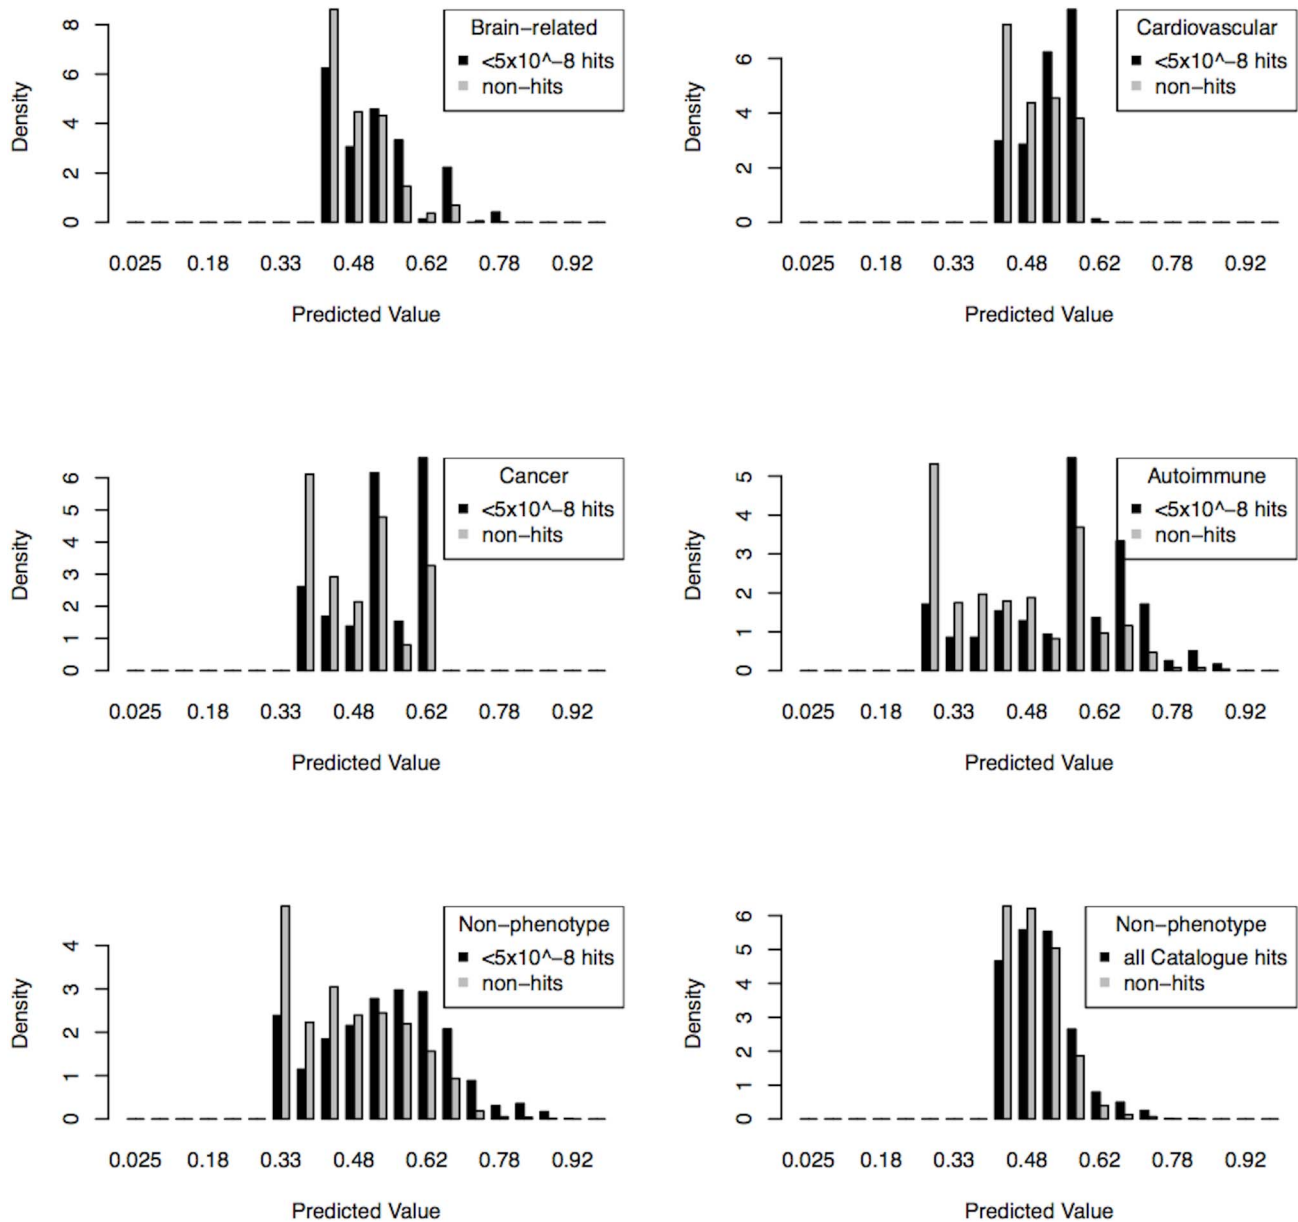 Brain−related
<5x10^−8 hits
non−hits
Density
0 2 4 6 8
0.025 0.18 0.33 0.48 0.62 0.78 0.92
Predicted Value
Cardiovascular
<5x10^−8 hits
non−hits
Density
0 2 4 6
0.025 0.18 0.33 0.48 0.62 0.78 0.92
Predicted Value
Cancer
<5x10^−8 hits
non−hits
Density
0 1 2 3 4 5 6
0.025 0.18 0.33 0.48 0.62 0.78 0.92
Predicted Value
Autoimmune
<5x10^−8 hits
non−hits
Density
0 1 2 3 4 5
0.025 0.18 0.33 0.48 0.62 0.78 0.92
Predicted Value
Non−phenotype
<5x10^−8 hits
non−hits
Density
0 1 2 3 4
0.025 0.18 0.33 0.48 0.62 0.78 0.92
Predicted Value
Non−phenotype
all Catalogue hits
non−hits
Density
0 1 2 3 4 5 6
0.025 0.18 0.33 0.48 0.62 0.78 0.92
Predicted Value